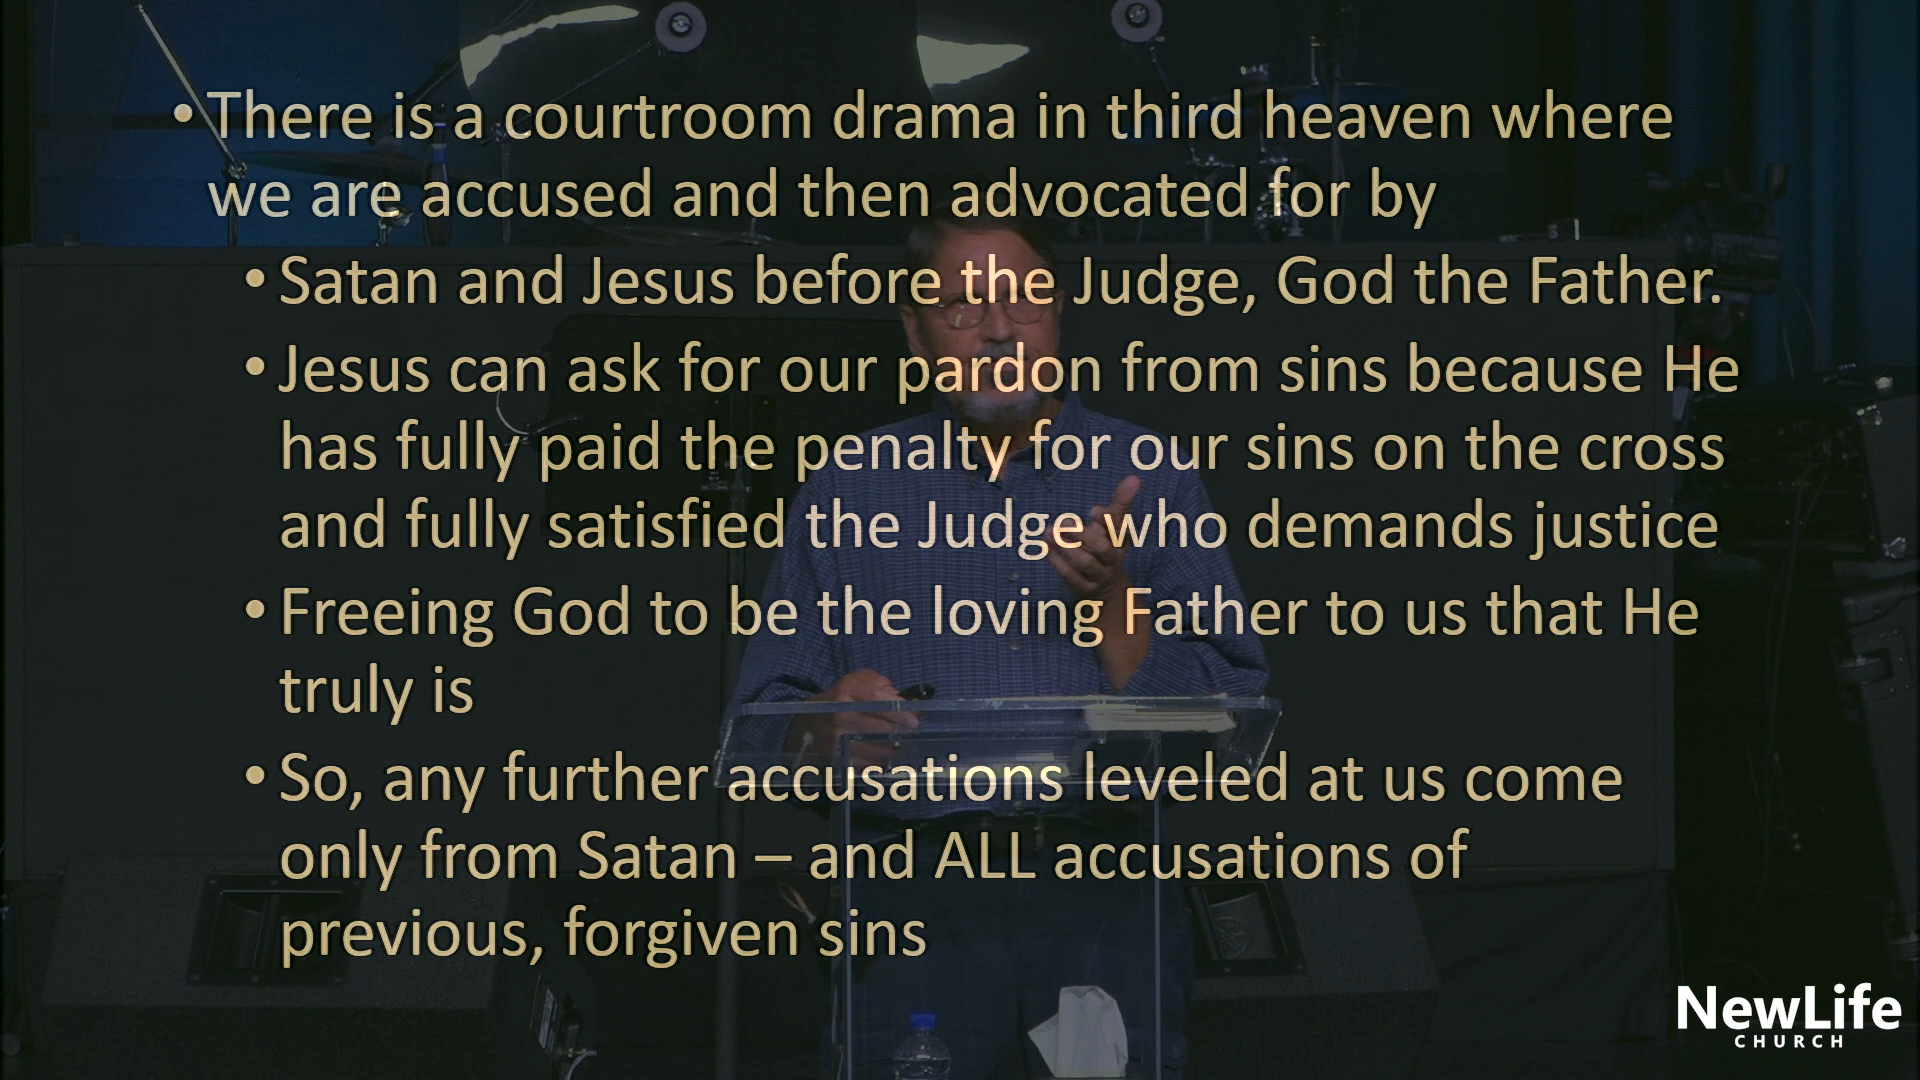 • There is a courtroom drama in third heaven where
we are accused and then advocated for by
• Satan and Jesus before the Judge, God the Father.
• Jesus can ask for our pardon from sins because He
has fully paid the penalty for our sins on the cross
and fully satisfied the Judge who demands justice
• Freeing God to be the loving Father to us that He
truly is
• So, any further accusations leveled at us come
only from Satan – and ALL accusations of
previous, forgiven sins
NewLife
CHURCH